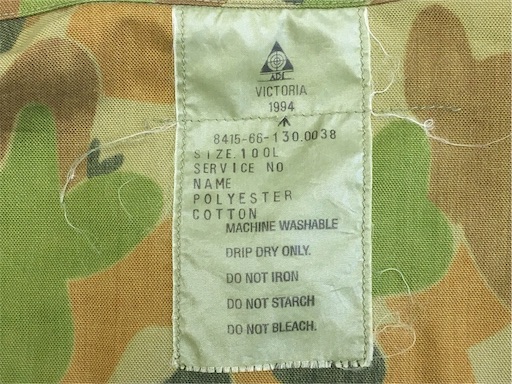 ADI
VICTORIA
1994
8415-66-130.0038
SIZE.100L
SERVICE NO
NAME
POLYESTER
COTTON
MACHINE WASHABLE
DRIP DRY ONLY.
DO NOT IRON
DO NOT STARCH
DO NOT BLEACH.